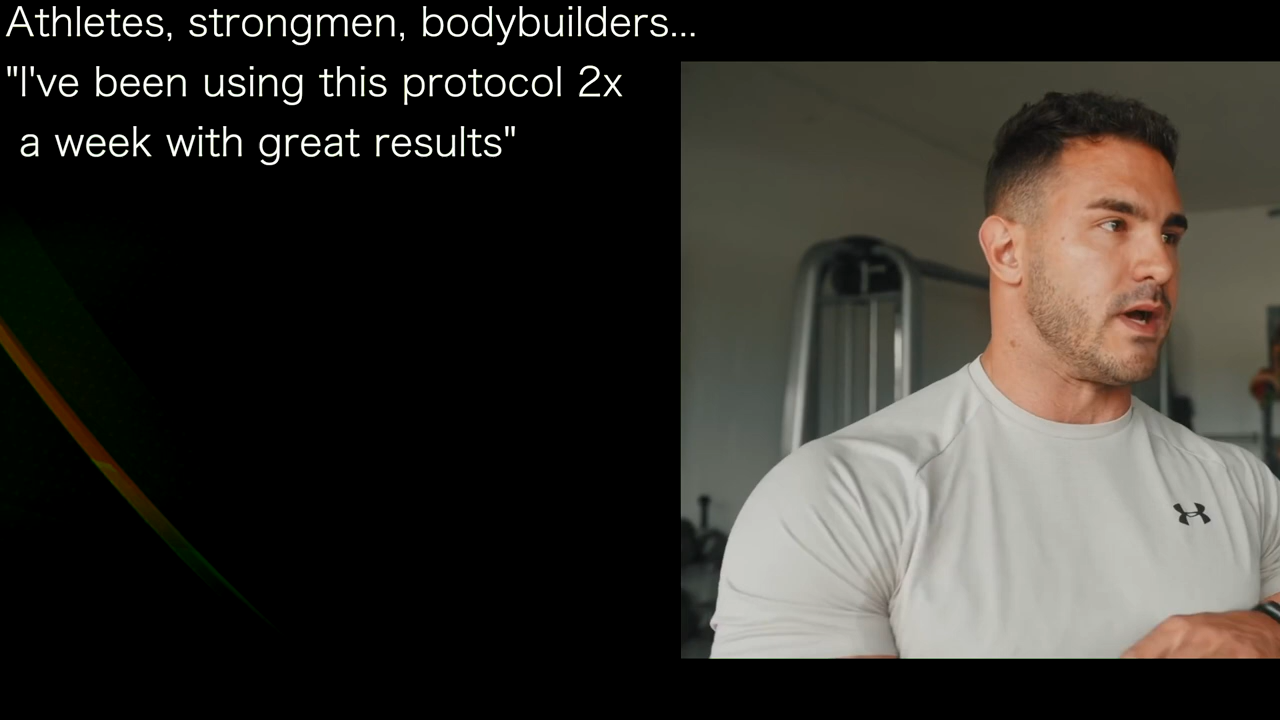 Athletes, strongmen, bodybuilders...
"I've been using this protocol 2x
a week with great results"